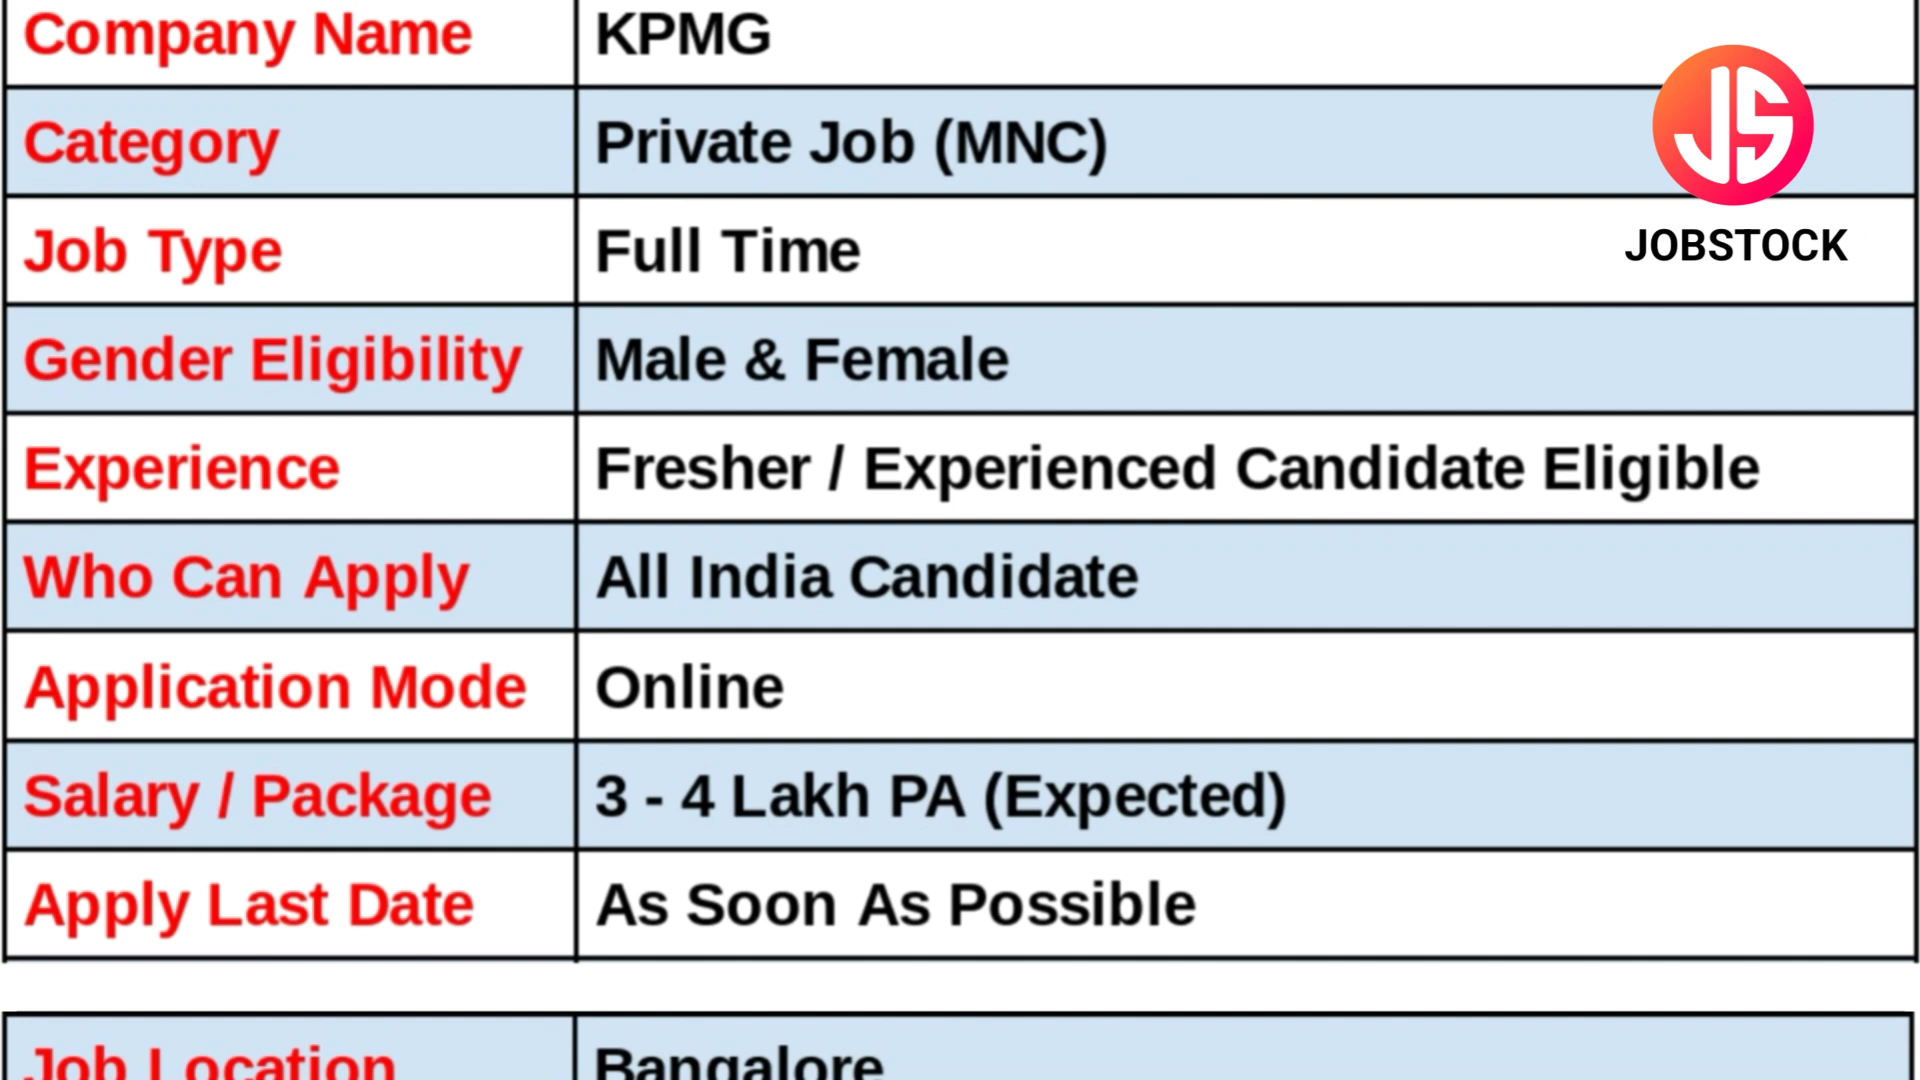 Company Name KPMG
Category Private Job (MNC)
JS
Job Type Full Time
JOBSTOCK
Gender Eligibility Male & Female
Experience Fresher / Experienced Candidate Eligible
Who Can Apply All India Candidate
Application Mode Online
Salary / Package 3 - 4 Lakh PA (Expected)
Apply Last Date As Soon As Possible
Job Location Bangalore